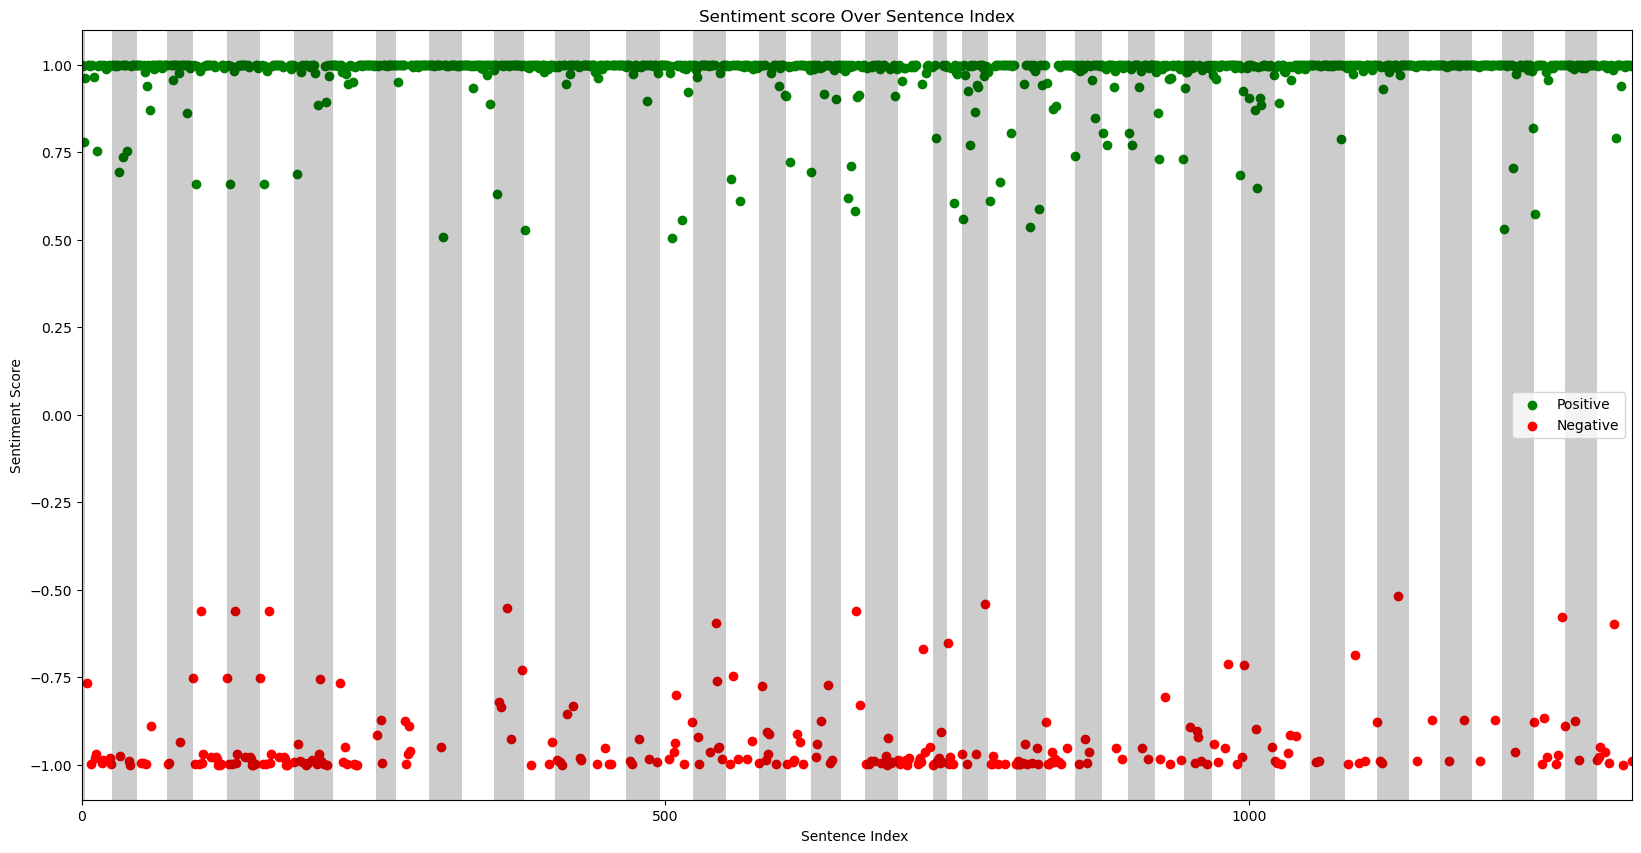 Sentiment score Over Sentence Index
1.00
0.75
0.50
0.25
0.00
−0.25
−0.50
−0.75
−1.00
Sentiment Score
Positive
Negative
0
500
1000
Sentence Index